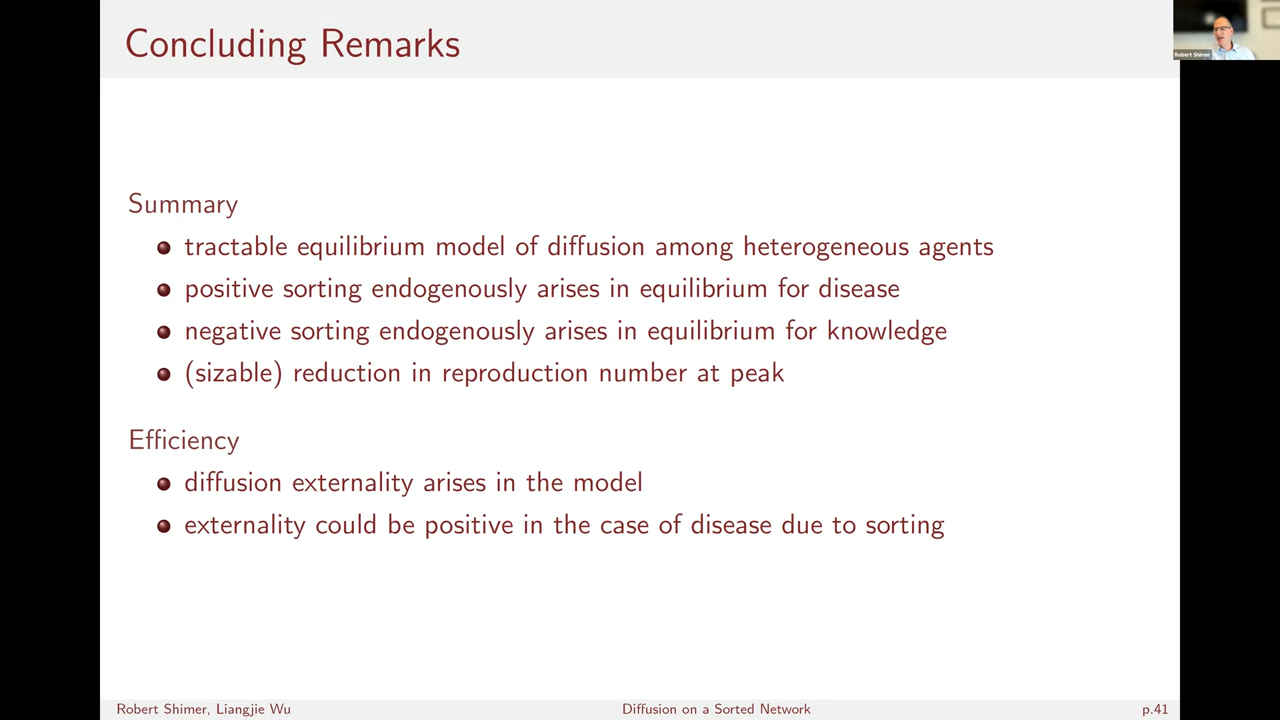 Concluding Remarks
Robert Shimer
Summary
tractable equilibrium model of diffusion among heterogeneous agents
positive sorting endogenously arises in equilibrium for disease
negative sorting endogenously arises in equilibrium for knowledge
(sizable) reduction in reproduction number at peak
Efficiency
diffusion externality arises in the model
externality could be positive in the case of disease due to sorting
Robert Shimer, Liangjie Wu
Diffusion on a Sorted Network
p.41